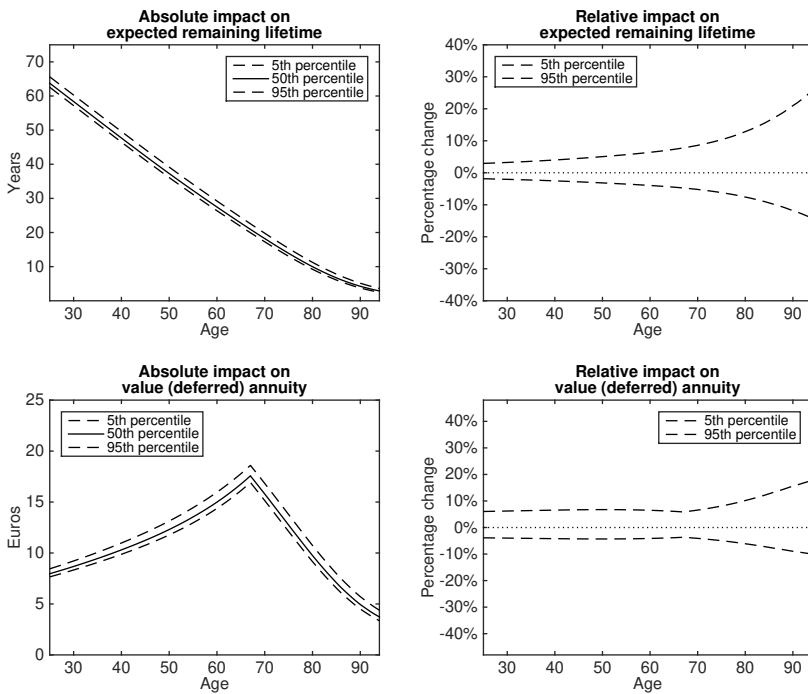 Absolute impact on
expected remaining lifetime
70
60
50
40
30
20
10
Years
5th percentile
50th percentile
95th percentile
30 40 50 60 70 80 90
Age
Relative impact on
expected remaining lifetime
40%
30%
20%
10%
0%
-10%
-20%
-30%
-40%
Percentage change
5th percentile
95th percentile
30 40 50 60 70 80 90
Age
Absolute impact on
value (deferred) annuity
25
20
15
10
5
0
Euros
5th percentile
50th percentile
95th percentile
30 40 50 60 70 80 90
Age
Relative impact on
value (deferred) annuity
40%
30%
20%
10%
0%
-10%
-20%
-30%
-40%
Percentage change
5th percentile
95th percentile
30 40 50 60 70 80 90
Age